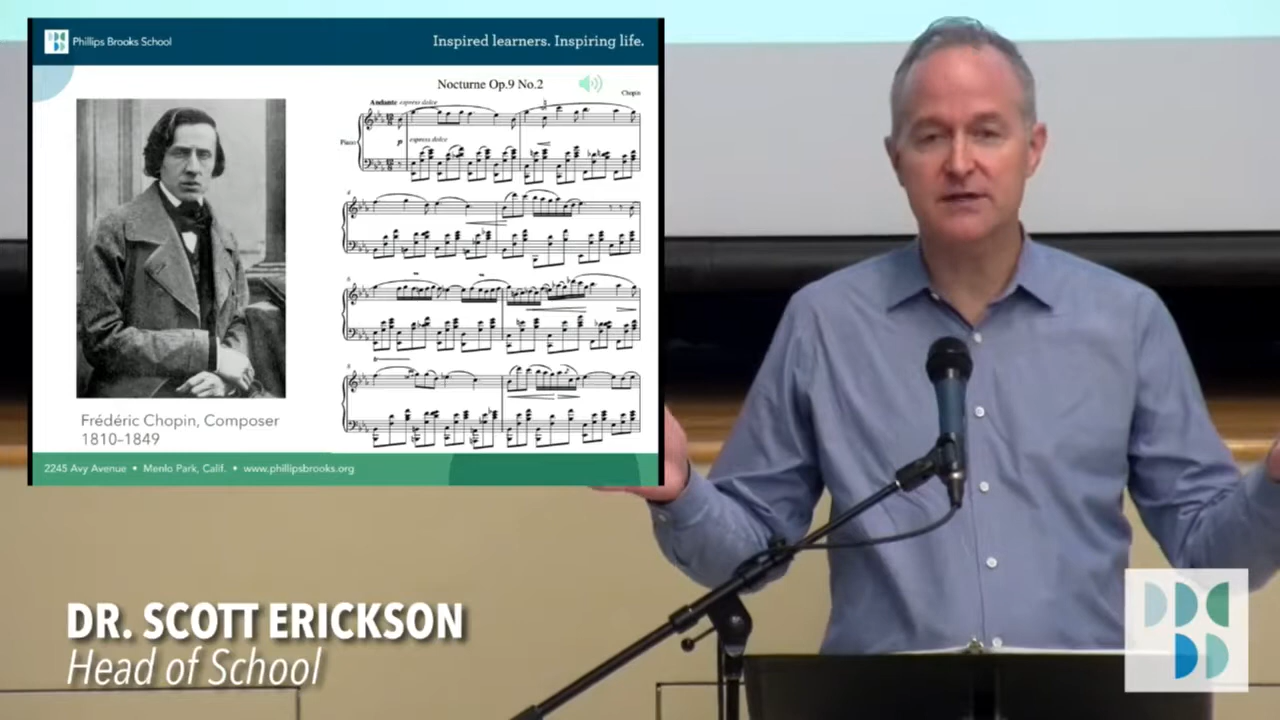 Phillips Brooks School
Inspired learners. Inspiring life.
Nocturne Op.9 No.2
Chopin
Andante espress dolce
Piano
p
espress dolce
Frédéric Chopin, Composer
1810–1849
2245 Avy Avenue • Menlo Park, Calif. • www.phillipsbrooks.org
DR. SCOTT ERICKSON
Head of School